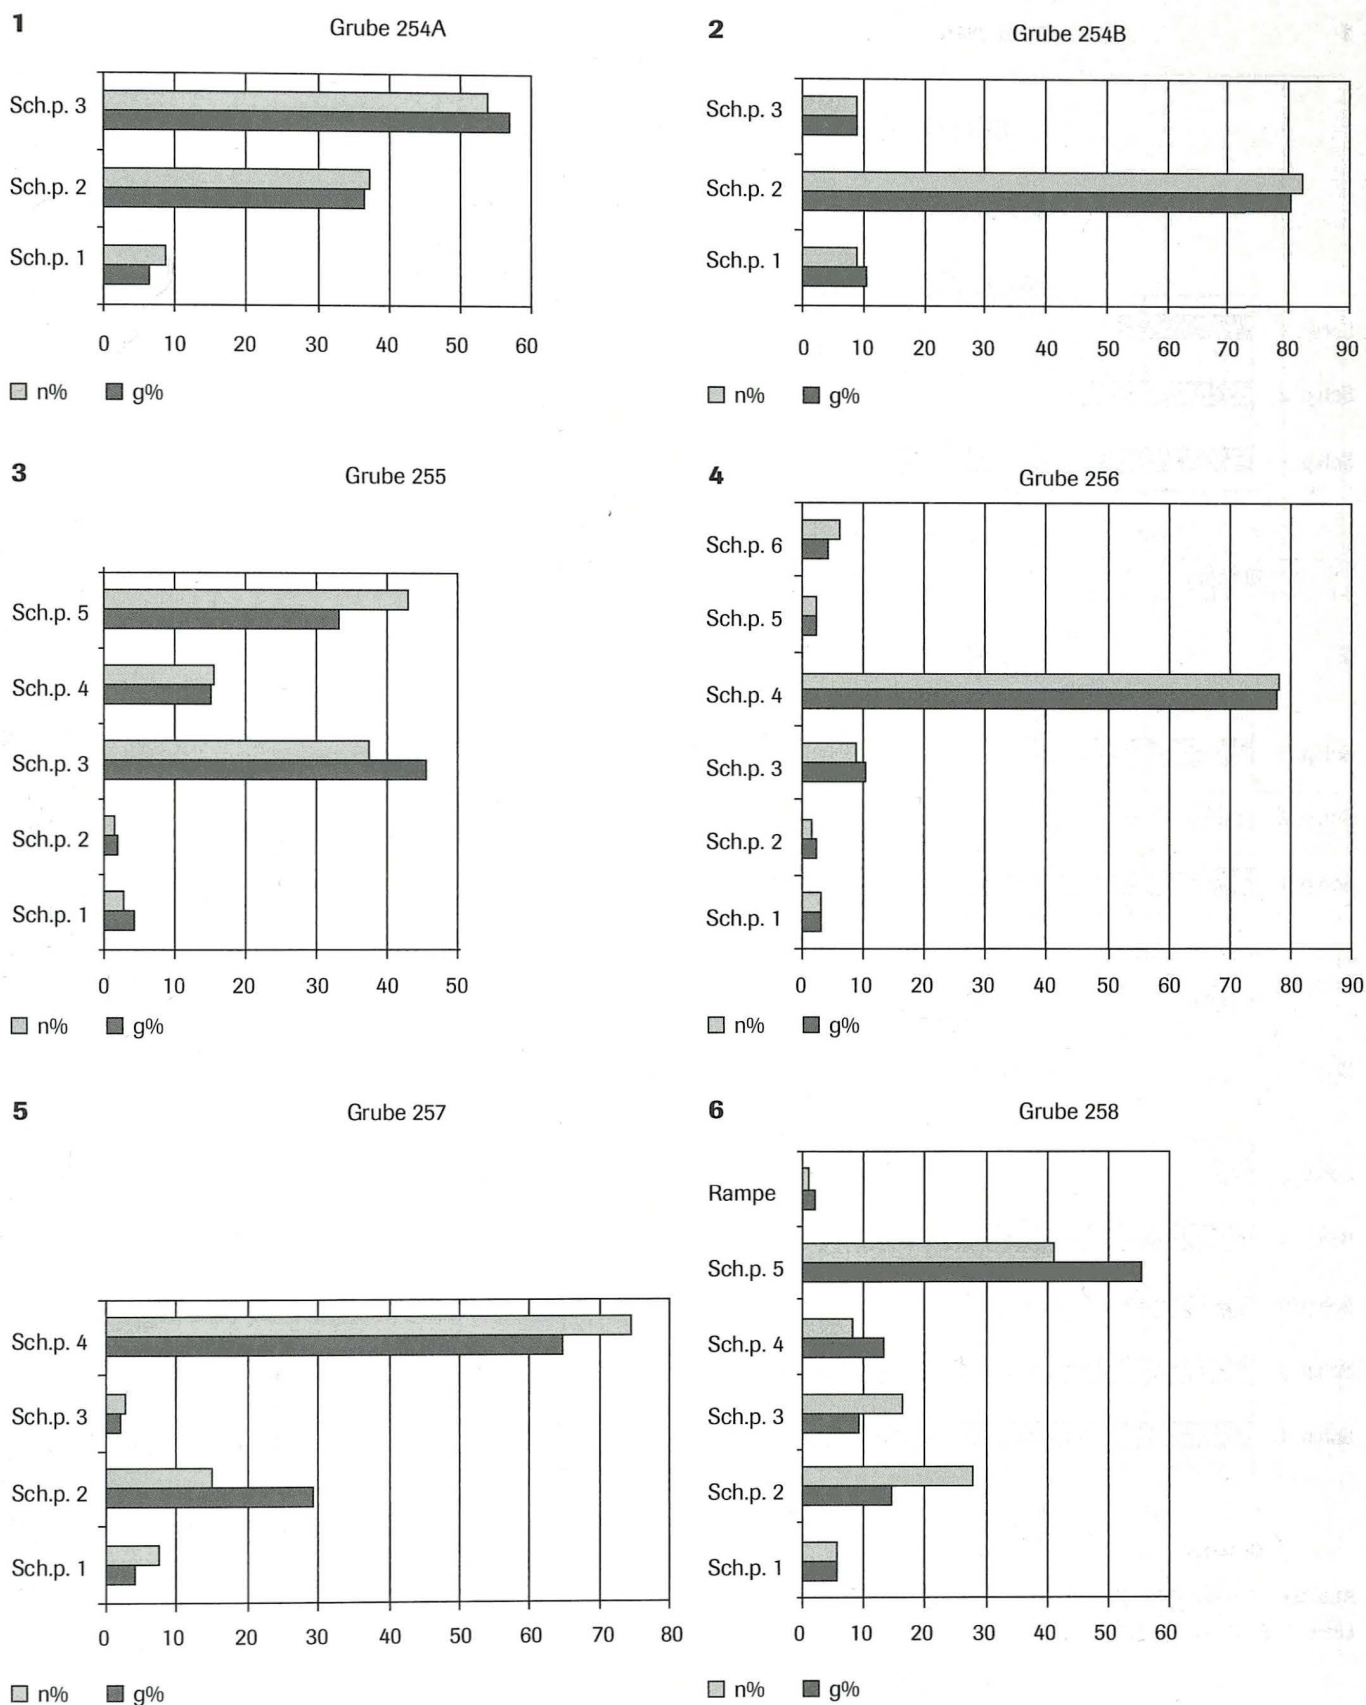 1
Grube 254A
Sch.p. 3
Sch.p. 2
Sch.p. 1
0 10 20 30 40 50 60
n% g%
2
Grube 254B
Sch.p. 3
Sch.p. 2
Sch.p. 1
0 10 20 30 40 50 60 70 80 90
n% g%
3
Grube 255
Sch.p. 5
Sch.p. 4
Sch.p. 3
Sch.p. 2
Sch.p. 1
0 10 20 30 40 50
n% g%
4
Grube 256
Sch.p. 6
Sch.p. 5
Sch.p. 4
Sch.p. 3
Sch.p. 2
Sch.p. 1
0 10 20 30 40 50 60 70 80 90
n% g%
5
Grube 257
Sch.p. 4
Sch.p. 3
Sch.p. 2
Sch.p. 1
0 10 20 30 40 50 60 70 80
n% g%
6
Grube 258
Rampe
Sch.p. 5
Sch.p. 4
Sch.p. 3
Sch.p. 2
Sch.p. 1
0 10 20 30 40 50 60
n% g%